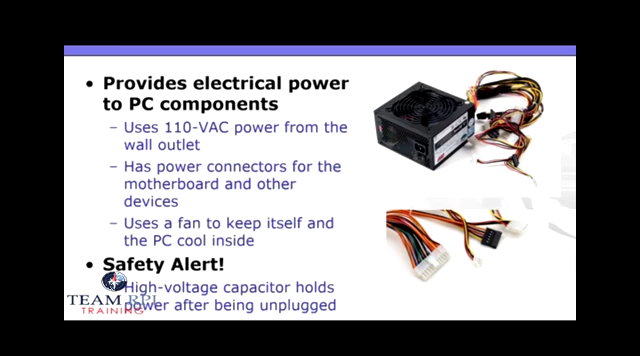 • Provides electrical power
to PC components
– Uses 110-VAC power from the
wall outlet
– Has power connectors for the
motherboard and other
devices
– Uses a fan to keep itself and
the PC cool inside
• Safety Alert!
High-voltage capacitor holds
power after being unplugged
TEAM RPI
TRAINING